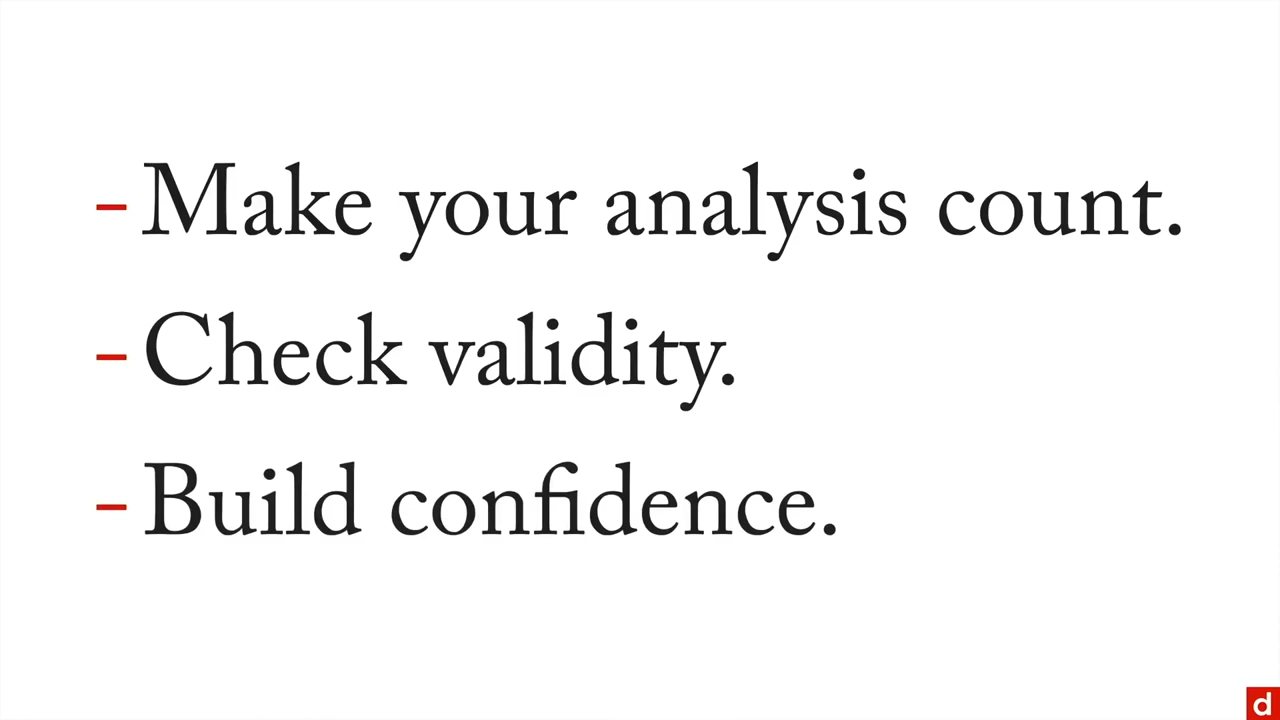 - Make your analysis count.
- Check validity.
- Build confidence.
d